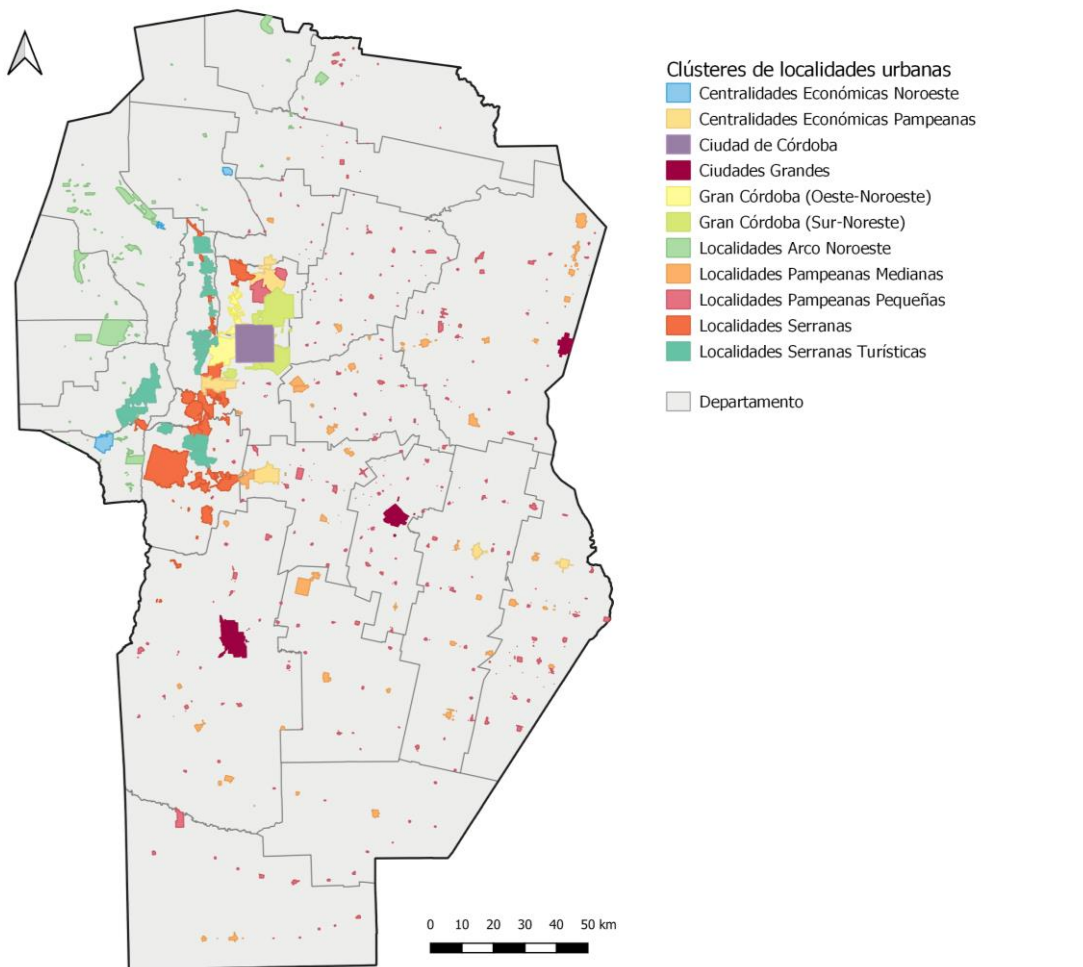 Clústeres de localidades urbanas
Centralidades Económicas Noroeste
Centralidades Económicas Pampeanas
Ciudad de Córdoba
Ciudades Grandes
Gran Córdoba (Oeste-Noroeste)
Gran Córdoba (Sur-Noreste)
Localidades Arco Noroeste
Localidades Pampeanas Medianas
Localidades Pampeanas Pequeñas
Localidades Serranas
Localidades Serranas Turísticas
Departamento
0 10 20 30 40 50 km